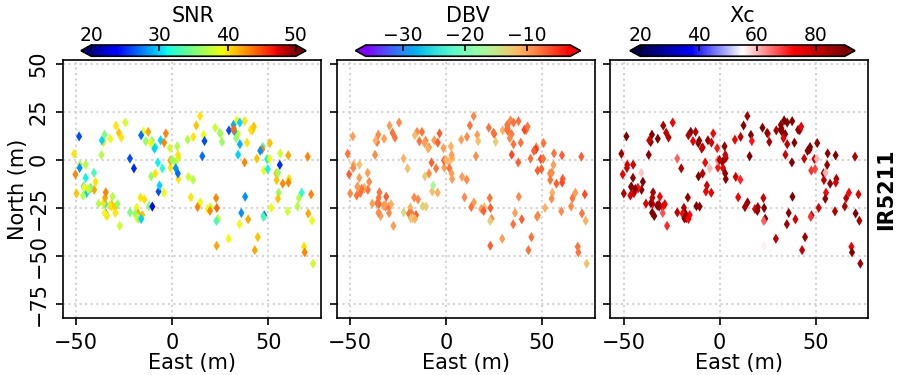 SNR DBV Xc
20 30 40 50 −30 −20 −10 20 40 60 80
50
25
0
−25
−50
−75
North (m)
−50 0 50 −50 0 50 −50 0 50
East (m) East (m) East (m)
IR5211